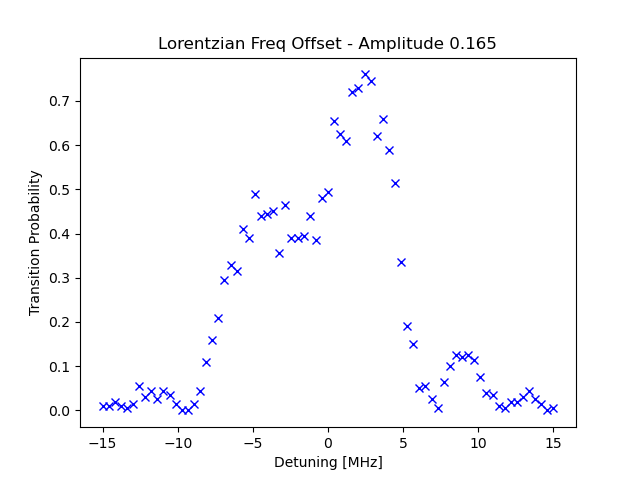 Lorentzian Freq Offset - Amplitude 0.165
Transition Probability
0.7
0.6
0.5
0.4
0.3
0.2
0.1
0.0
−15 −10 −5 0 5 10 15
Detuning [MHz]